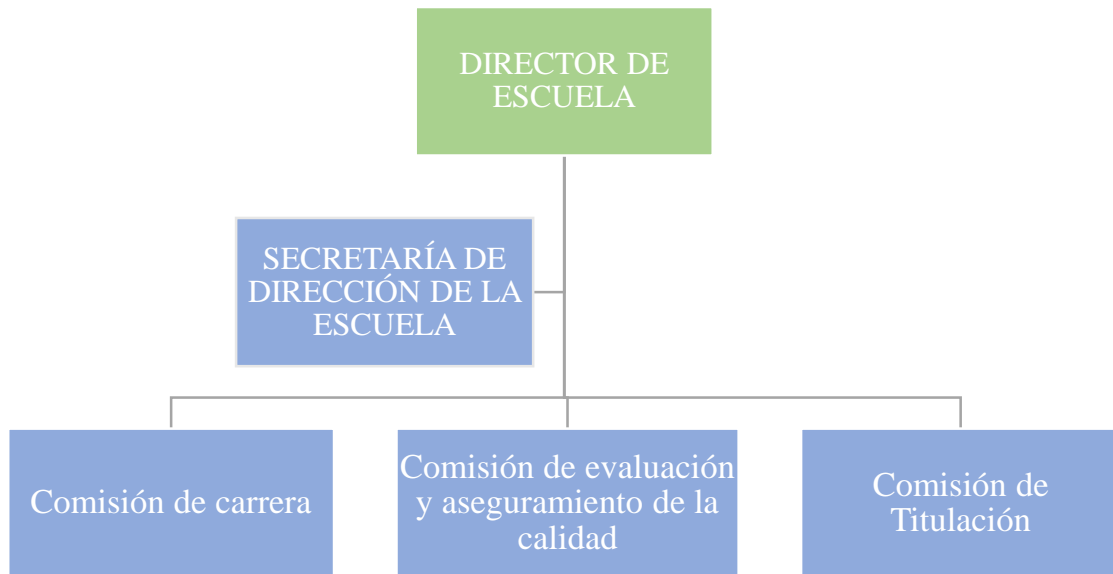 DIRECTOR DE
ESCUELA
SECRETARÍA DE
DIRECCIÓN DE LA
ESCUELA
Comisión de carrera
Comisión de evaluación
y aseguramiento de la
calidad
Comisión de
Titulación